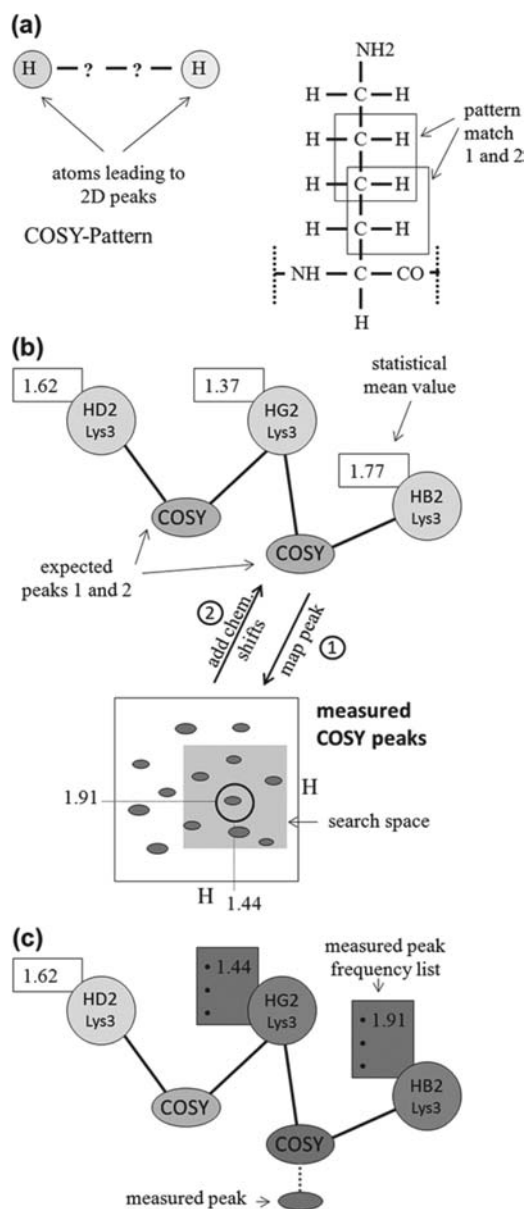 (a)
H — ? — ? — H
atoms leading to
2D peaks
COSY-Pattern
NH2
H — C — H
H — C — H
H — C — H
H — C — H
NH — C — CO
H
pattern
match
1 and 2
(b)
1.62
HD2
Lys3
1.37
HG2
Lys3
statistical
mean value
1.77
HB2
Lys3
COSY
COSY
expected
peaks 1 and 2
2
add chem.
shifts
map peak
1
measured
COSY peaks
1.91
H
search space
H
1.44
(c)
1.62
HD2
Lys3
• 1.44
•
•
HG2
Lys3
measured peak
frequency list
• 1.91
•
•
HB2
Lys3
COSY
COSY
measured peak